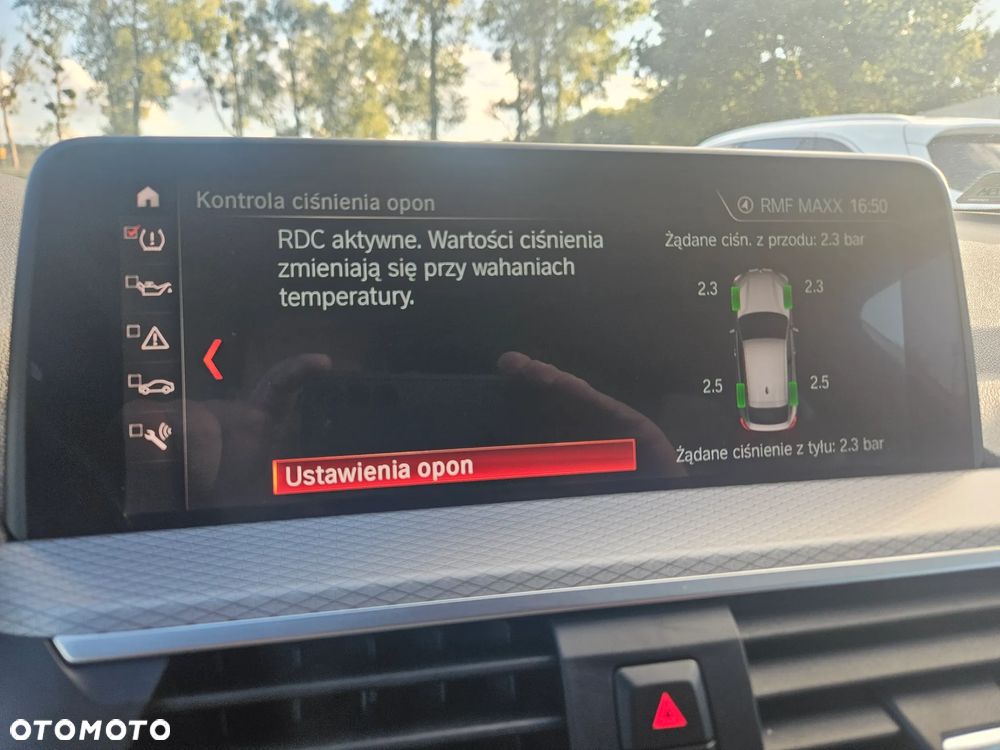 Kontrola ciśnienia opon
RMF MAXX 16:50
RDC aktywne. Wartości ciśnienia
zmieniają się przy wahaniach
temperatury.
Żądane ciśn. z przodu: 2.3 bar
2.3 2.3
2.5 2.5
Żądane ciśnienie z tyłu: 2.3 bar
Ustawienia opon
OTOMOTO